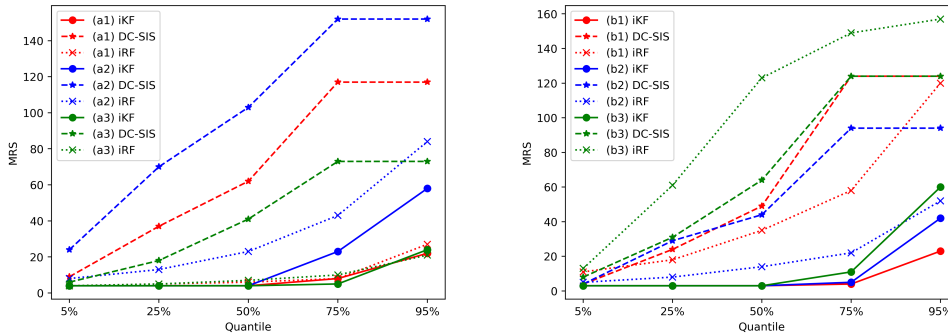 MRS
140
120
100
80
60
40
20
0
(a1) iKF
(a1) DC-SIS
(a1) iRF
(a2) iKF
(a2) DC-SIS
(a2) iRF
(a3) iKF
(a3) DC-SIS
(a3) iRF
5% 25% 50% 75% 95%
Quantile
MRS
160
140
120
100
80
60
40
20
0
(b1) iKF
(b1) DC-SIS
(b1) iRF
(b2) iKF
(b2) DC-SIS
(b2) iRF
(b3) iKF
(b3) DC-SIS
(b3) iRF
5% 25% 50% 75% 95%
Quantile